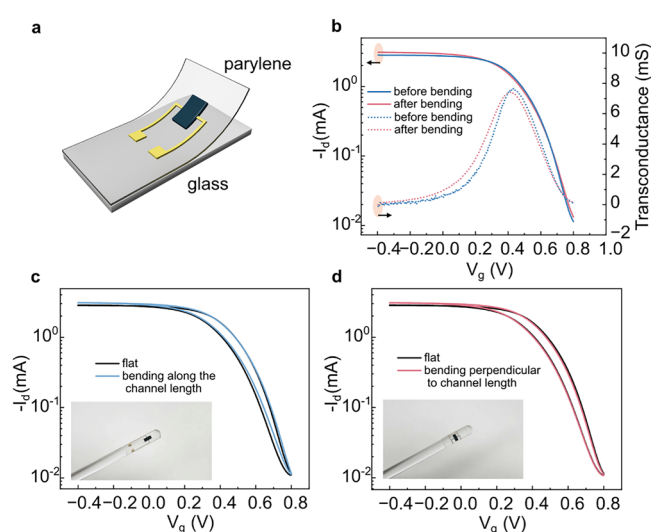 a
parylene
glass
b
-I_d(mA)
10^0
10^-1
10^-2
before bending
after bending
before bending
after bending
10
8
6
4
2
0
−2
Transconductance (mS)
−0.4−0.20.0 0.2 0.4 0.6 0.8 1.0
V_g (V)
c
-I_d(mA)
10^0
10^-1
10^-2
flat
bending along the
channel length
−0.4 −0.2 0.0 0.2 0.4 0.6 0.8
V_g (V)
d
-I_d(mA)
10^0
10^-1
10^-2
flat
bending perpendicular
to channel length
−0.4 −0.2 0.0 0.2 0.4 0.6 0.8
V_g (V)